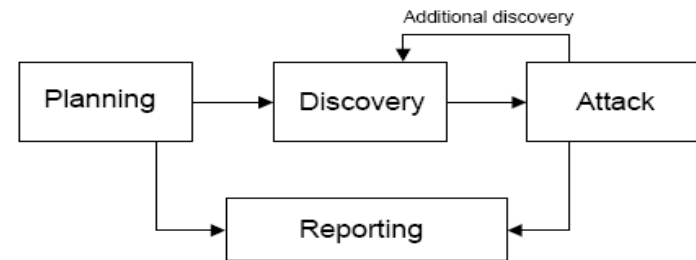 Additional discovery
Planning
Discovery
Attack
Reporting